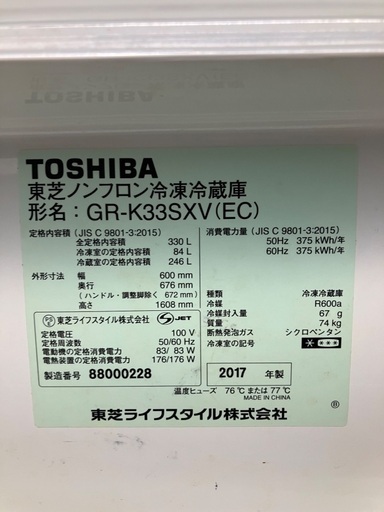 TOSHIBA
東芝ノンフロン冷凍冷蔵庫
形名：GR-K33SXV(EC)
定格内容積（JIS C 9801-3:2015）
全定格内容積 330 L
冷凍室の定格内容積 84 L
冷蔵室の定格内容積 246 L
外形寸法 幅 600 mm
奥行 676 mm
（ハンドル・調整脚除く 672 mm）
高さ 1608 mm
PS 東芝ライフスタイル株式会社 JET
定格電圧 100 V
定格周波数 50/60 Hz
電動機の定格消費電力 83/ 83 W
電熱装置の定格消費電力 176/176 W
製造番号 88000228
消費電力量（JIS C 9801-3:2015）
50Hz 375 kWh/年
60Hz 375 kWh/年
種類 冷凍冷蔵庫
冷媒 R600a
冷媒封入量 67 g
質量 74 kg
断熱発泡ガス シクロペンタン
冷凍室の記号
2017 年製
温度ヒューズ 76 ℃ または 77 ℃
MADE IN CHINA
東芝ライフスタイル株式会社
Ⓑ